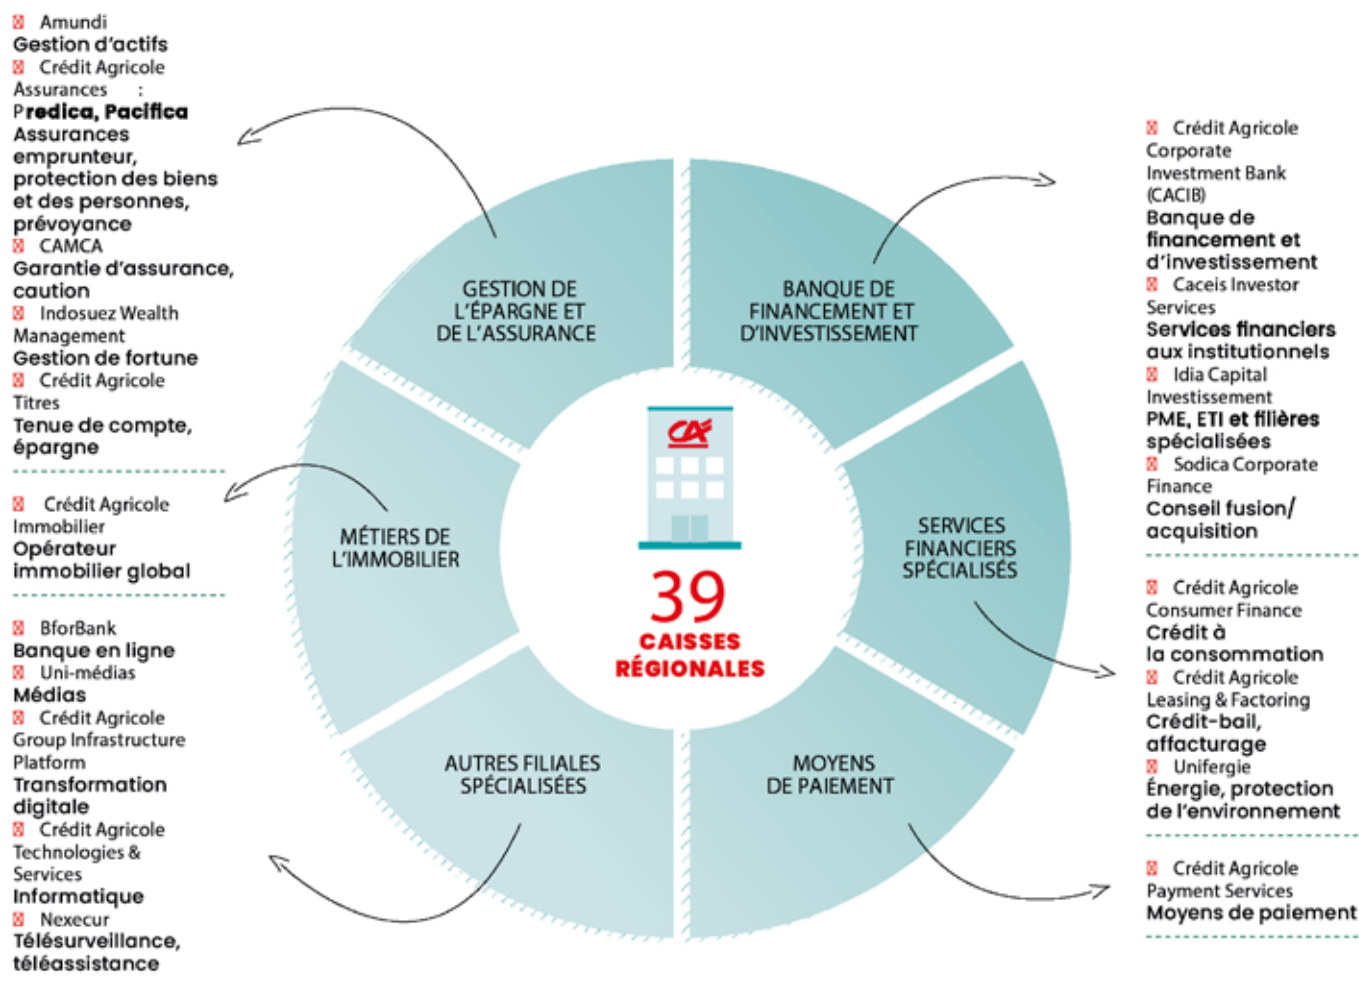 Amundi
Gestion d'actifs
Crédit Agricole
Assurances :
Predica, Pacifica
Assurances
emprunteur,
protection des biens
et des personnes,
prévoyance
CAMCA
Garantie d'assurance,
caution
Indosuez Wealth
Management
Gestion de fortune
Crédit Agricole
Titres
Tenue de compte,
épargne
Crédit Agricole
Immobilier
Opérateur
immobilier global
BforBank
Banque en ligne
Uni-médias
Médias
Crédit Agricole
Group Infrastructure
Platform
Transformation
digitale
Crédit Agricole
Technologies &
Services
Informatique
Nexecur
Télésurveillance,
téléassistance
GESTION DE
L'ÉPARGNE ET
DE L'ASSURANCE
BANQUE DE
FINANCEMENT ET
D'INVESTISSEMENT
MÉTIERS DE
L'IMMOBILIER
CA
39
CAISSES
RÉGIONALES
SERVICES
FINANCIERS
SPÉCIALISÉS
AUTRES FILIALES
SPÉCIALISÉES
MOYENS
DE PAIEMENT
Crédit Agricole
Corporate
Investment Bank
(CACIB)
Banque de
financement et
d'investissement
Caceis Investor
Services
Services financiers
aux institutionnels
Idia Capital
Investissement
PME, ETI et filières
spécialisées
Sodica Corporate
Finance
Conseil fusion/
acquisition
Crédit Agricole
Consumer Finance
Crédit à
la consommation
Crédit Agricole
Leasing & Factoring
Crédit-bail,
affacturage
Unifergie
Énergie, protection
de l'environnement
Crédit Agricole
Payment Services
Moyens de paiement